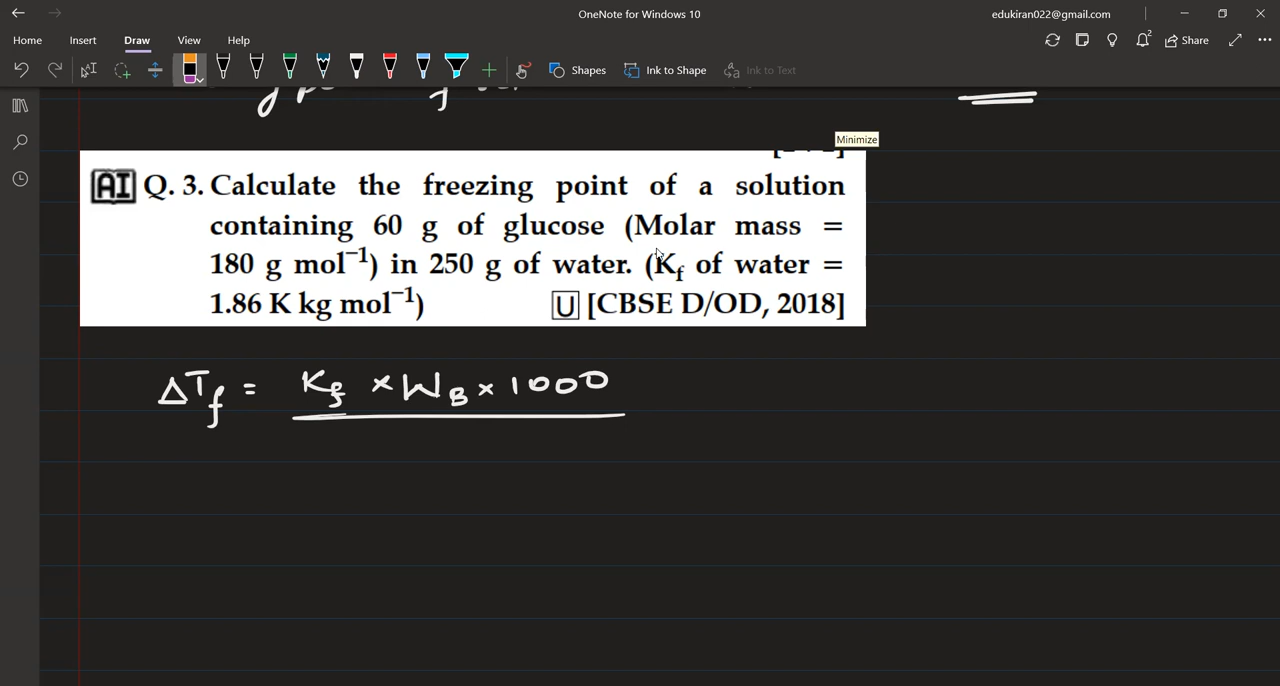 OneNote for Windows 10
edukiran022@gmail.com
Home Insert Draw View Help
Share
Shapes Ink to Shape Ink to Text
Minimize
AI Q. 3. Calculate the freezing point of a solution
containing 60 g of glucose (Molar mass =
180 g mol⁻¹) in 250 g of water. (Kf of water =
1.86 K kg mol⁻¹) U [CBSE D/OD, 2018]
ΔTf = Kf × WB × 1000